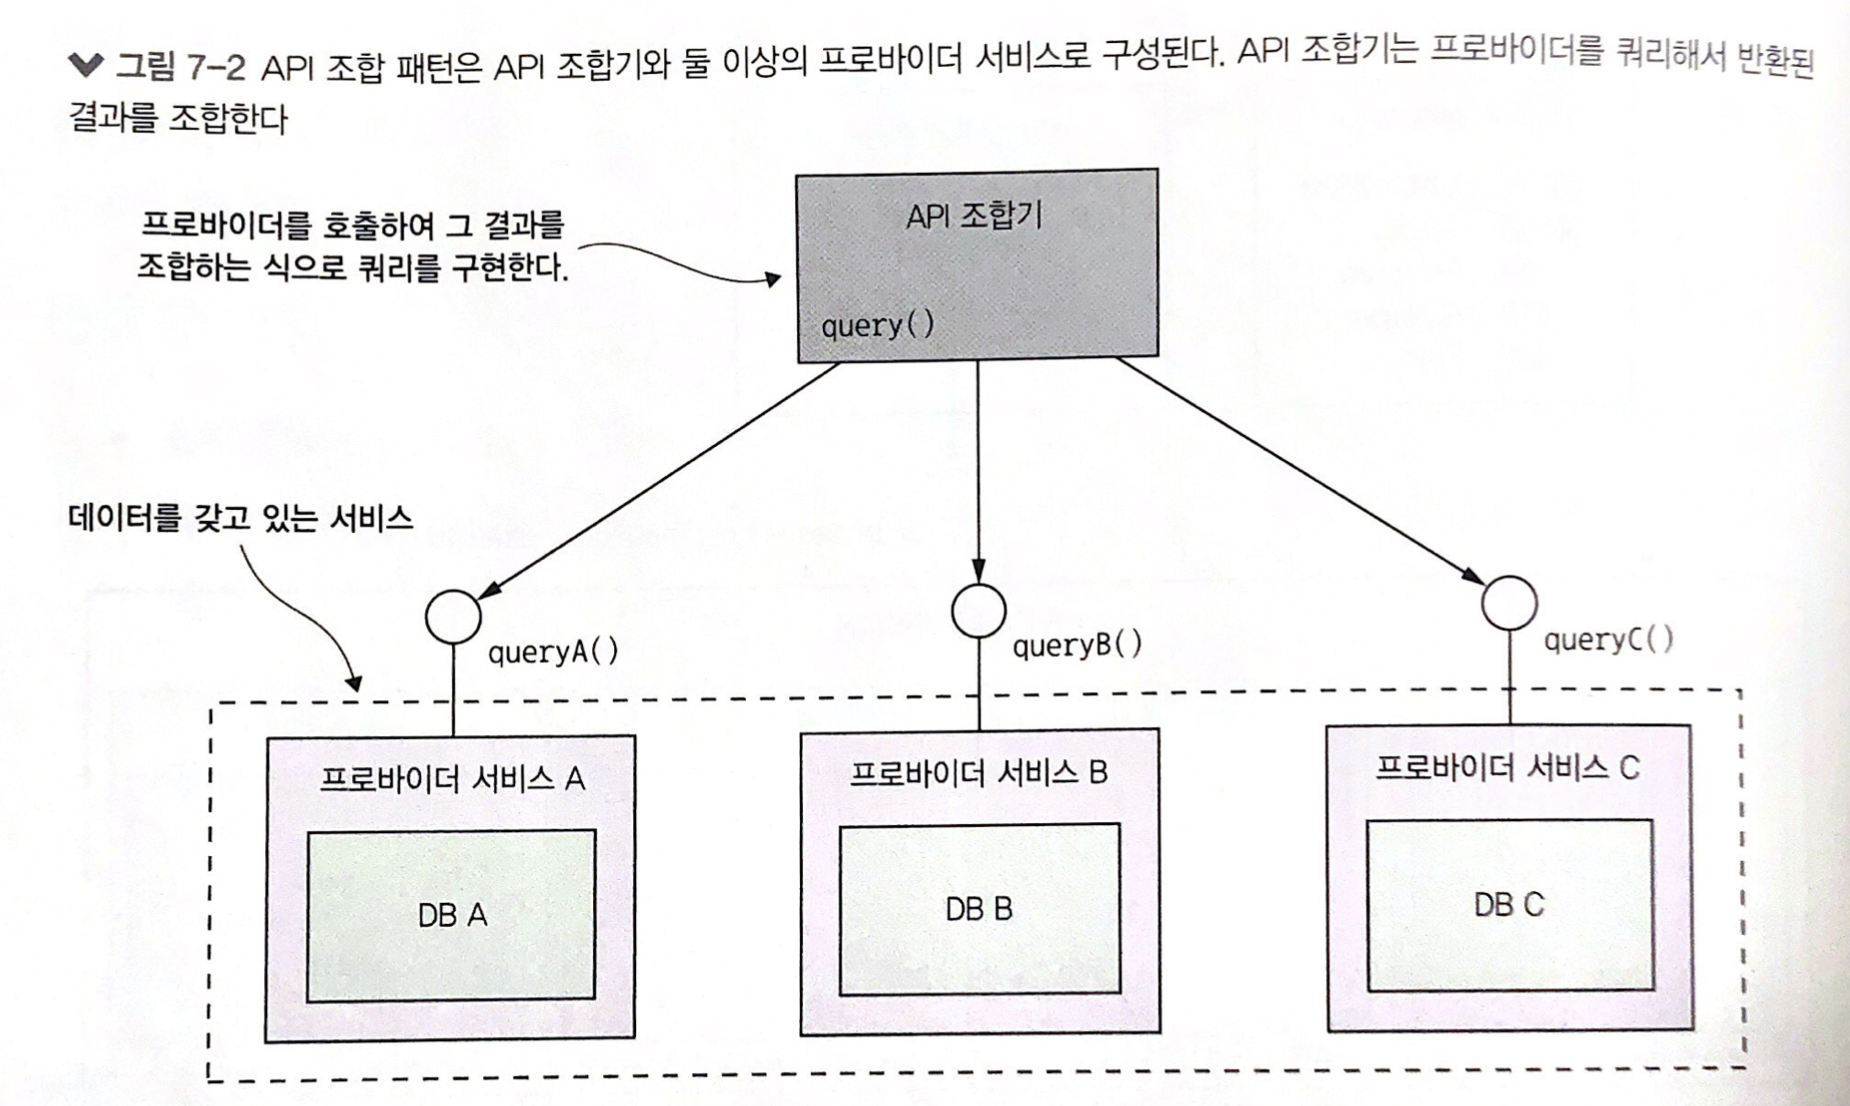 그림 7-2 API 조합 패턴은 API 조합기와 둘 이상의 프로바이더 서비스로 구성된다. API 조합기는 프로바이더를 쿼리해서 반환된
결과를 조합한다
프로바이더를 호출하여 그 결과를
조합하는 식으로 쿼리를 구현한다.
API 조합기
query()
데이터를 갖고 있는 서비스
queryA()
queryB()
queryC()
프로바이더 서비스 A
프로바이더 서비스 B
프로바이더 서비스 C
DB A
DB B
DB C